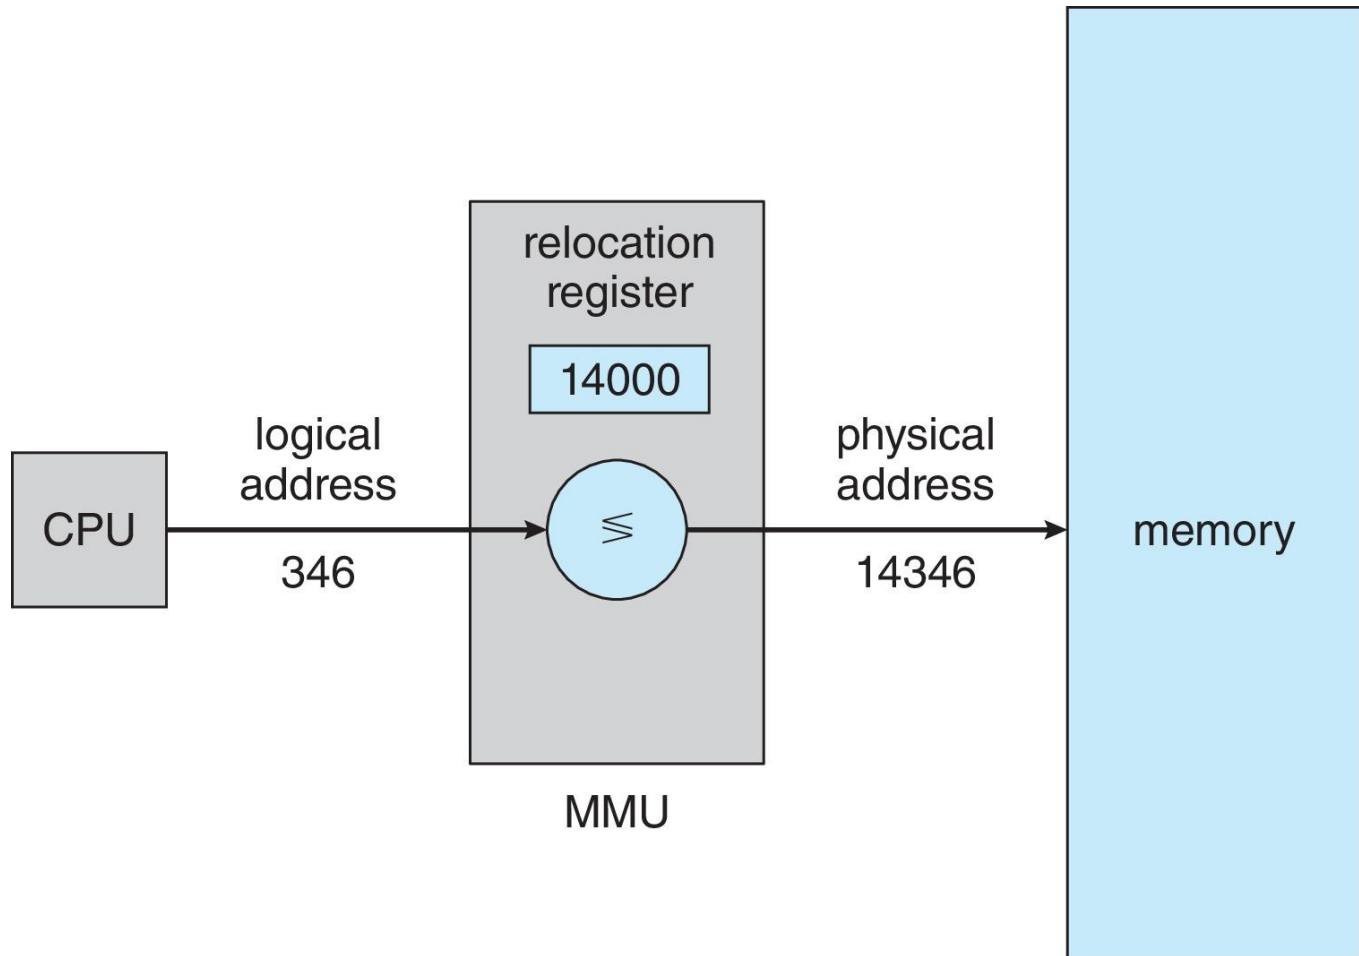 relocation
register
14000
logical
address
346
CPU
⋚
physical
address
14346
memory
MMU